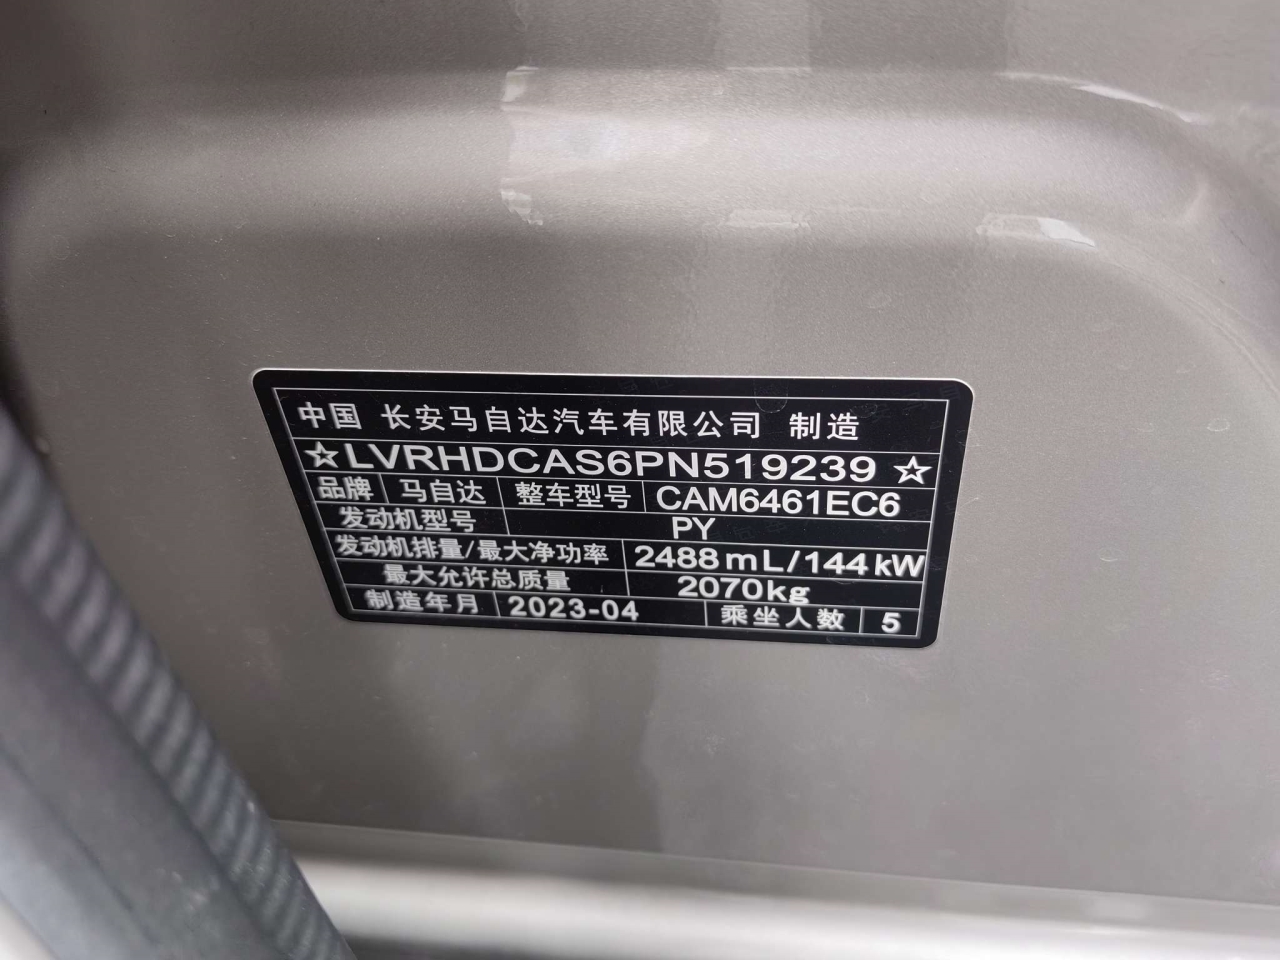 中国 长安马自达汽车有限公司 制造
☆LVRHDCAS6PN519239☆
品牌 马自达 整车型号 CAM6461EC6
发动机型号 PY
发动机排量/最大净功率 2488mL/144kW
最大允许总质量 2070kg
制造年月 2023-04 乘坐人数 5